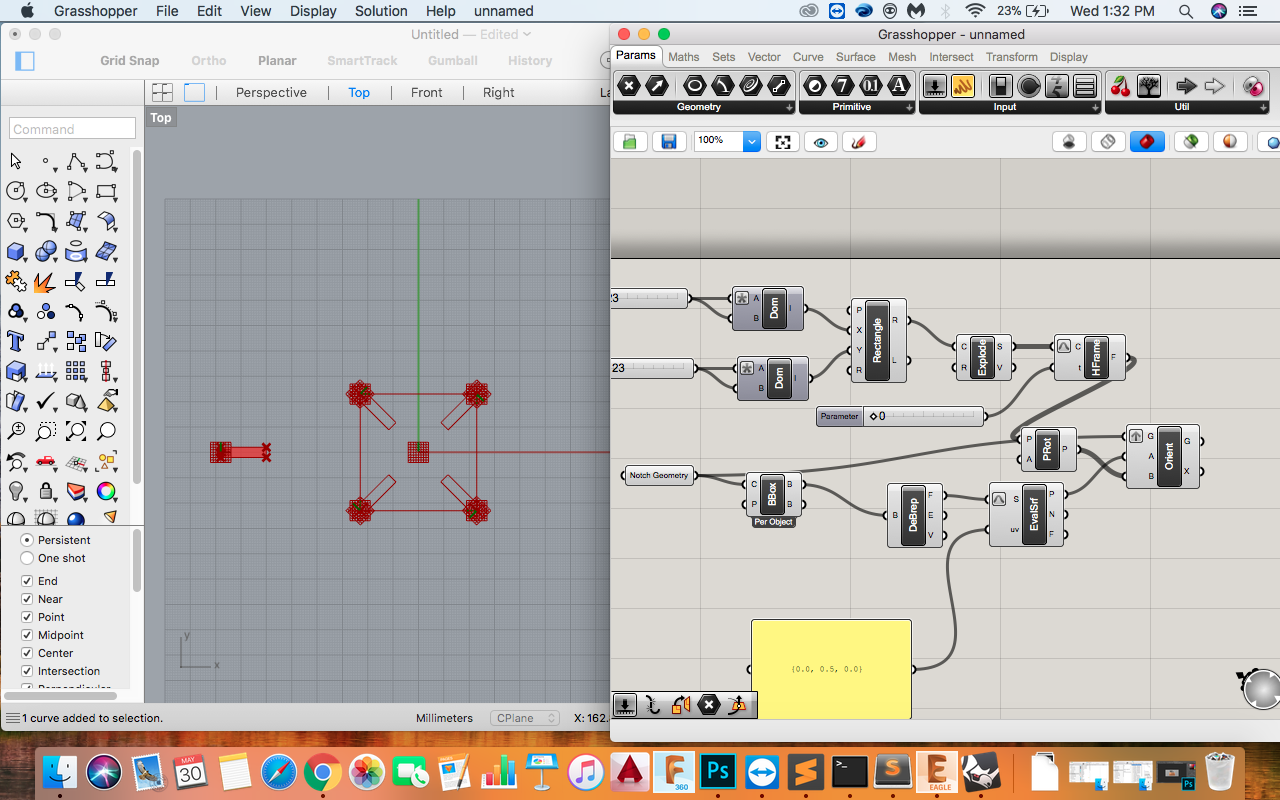 Grasshopper File Edit View Display Solution Help unnamed
23% Wed 1:32 PM
Untitled — Edited
Grasshopper - unnamed
Grid Snap Ortho Planar SmartTrack Gumball History
Params Maths Sets Vector Curve Surface Mesh Intersect Transform Display
Perspective Top Front Right
Geometry Primitive Input Util
Top
Command
100%
23
A
B
Dom
I
P
X
Y
R
Rectangle
R
L
C
R
Explode
S
V
C
t
HFrame
F
23
A
B
Dom
I
Parameter 0
P
A
PRot
P
G
A
B
Orient
G
X
Notch Geometry
C
P
BBox
B
B
Per Object
B
DeBrep
F
E
V
S
uv
EvalSrf
P
N
F
{0.0, 0.5, 0.0}
y
x
Persistent
One shot
End
Near
Point
Midpoint
Center
Intersection
1 curve added to selection.
Millimeters CPlane X: 162.
MAY
30
360
Ps
EAGLE